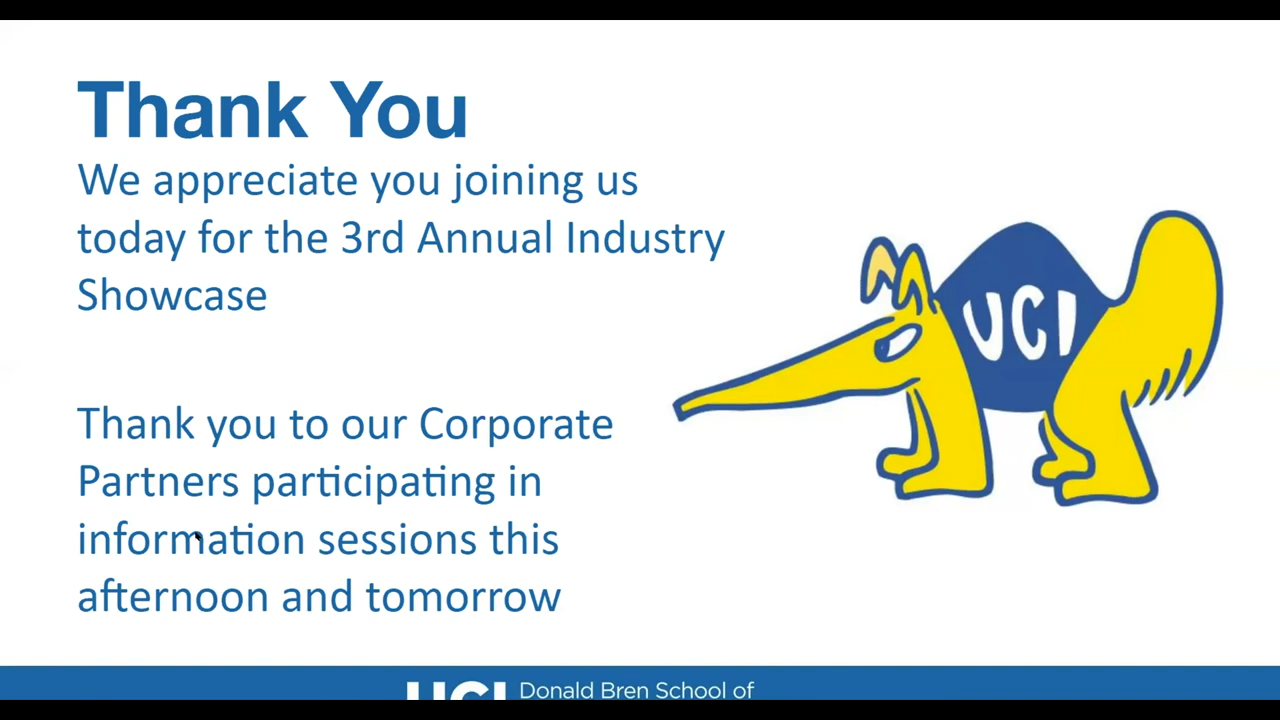 Thank You
We appreciate you joining us
today for the 3rd Annual Industry
Showcase
UCI
Thank you to our Corporate
Partners participating in
information sessions this
afternoon and tomorrow
UCI Donald Bren School of